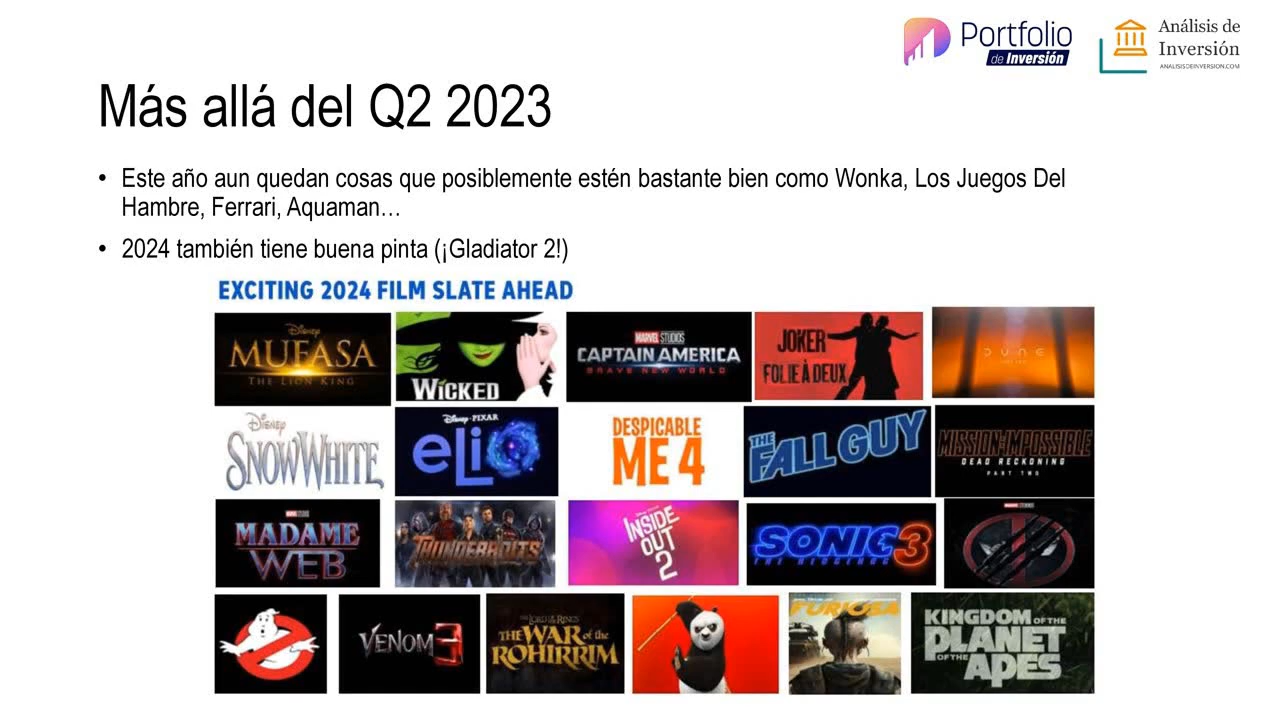 Portfolio
de Inversión
Análisis de
Inversión
ANALISISDEINVERSION.COM
Más allá del Q2 2023
• Este año aun quedan cosas que posiblemente estén bastante bien como Wonka, Los Juegos Del
Hambre, Ferrari, Aquaman…
• 2024 también tiene buena pinta (¡Gladiator 2!)
EXCITING 2024 FILM SLATE AHEAD
Disney
MUFASA
THE LION KING
WICKED
MARVEL STUDIOS
CAPTAIN AMERICA
BRAVE NEW WORLD
JOKER
FOLIE À DEUX
DUNE
Disney
SNOW WHITE
Disney • PIXAR
eLio
DESPICABLE
ME 4
THE
FALL GUY
MISSION: IMPOSSIBLE
DEAD RECKONING
PART TWO
MADAME
WEB
THUNDERBOLTS
INSIDE
OUT
2
SONIC 3
THE HEDGEHOG
MARVEL STUDIOS
VENOM 3
THE LORD OF THE RINGS
THE WAR of the
ROHIRRIM
FURIOSA
KINGDOM OF THE
PLANET
OF THE APES